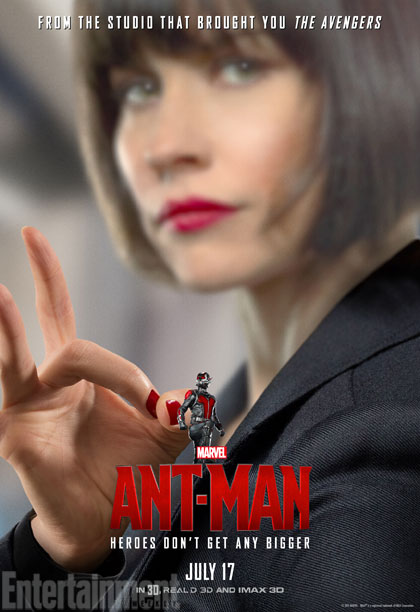 FROM THE STUDIO THAT BROUGHT YOU THE AVENGERS
MARVEL
ANT-MAN
HEROES DON'T GET ANY BIGGER
JULY 17
IN 3D, REAL D 3D AND IMAX 3D
Entertainment